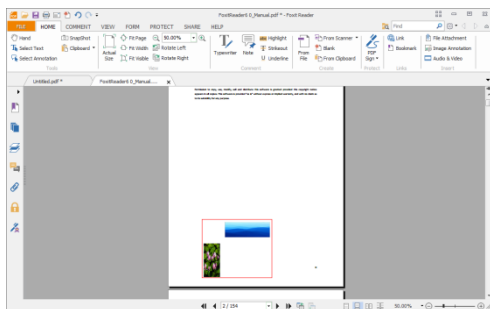 FoxitReader6.0_Manual.pdf * - Foxit Reader
FILE HOME COMMENT VIEW FORM PROTECT SHARE HELP
Find
Hand
SnapShot
Select Text
Clipboard
Select Annotation
Tools
Actual Size
Fit Page
Fit Width
Fit Visible
50.00%
Rotate Left
Rotate Right
View
Typewriter
Note
Highlight
Strikeout
Underline
Comment
From File
From Scanner
Blank
From Clipboard
Create
PDF Sign
Protect
Link
Bookmark
Links
File Attachment
Image Annotation
Audio & Video
Insert
Untitled.pdf *
FoxitReader6.0_Manual....
2 / 154
50.00%